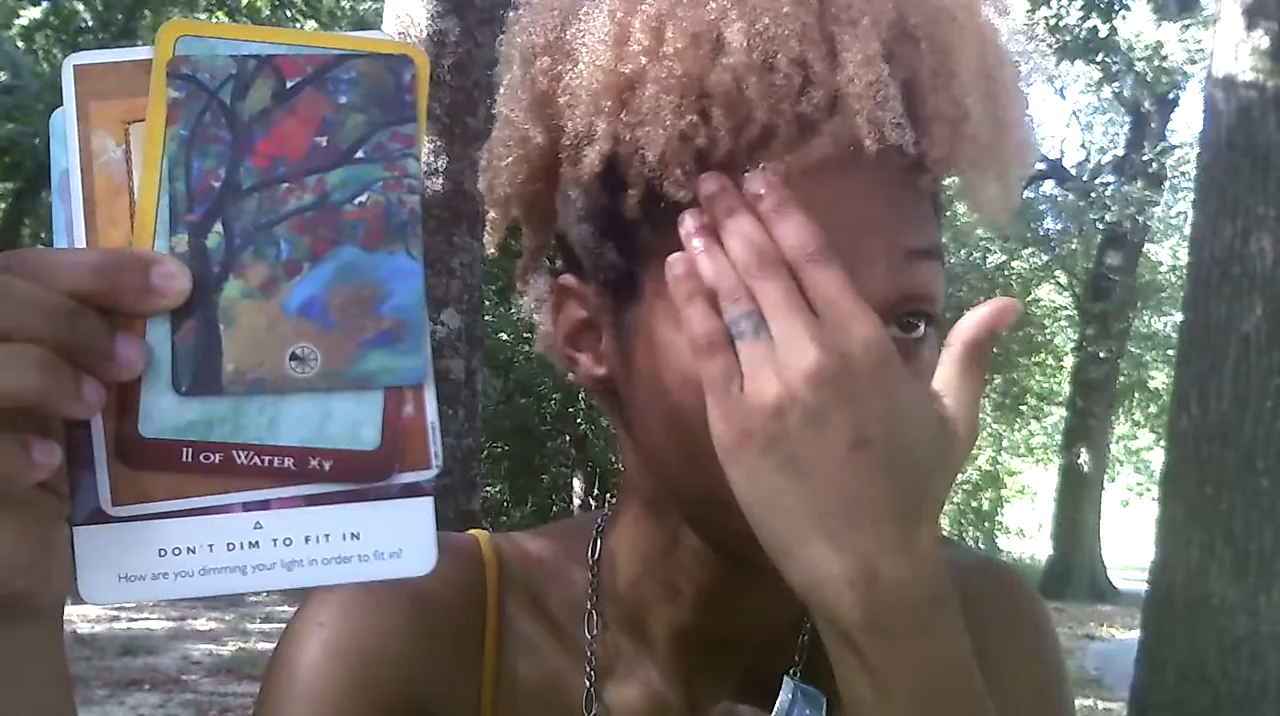 II OF WATER
DON'T DIM TO FIT IN
How are you dimming your light in order to fit in?